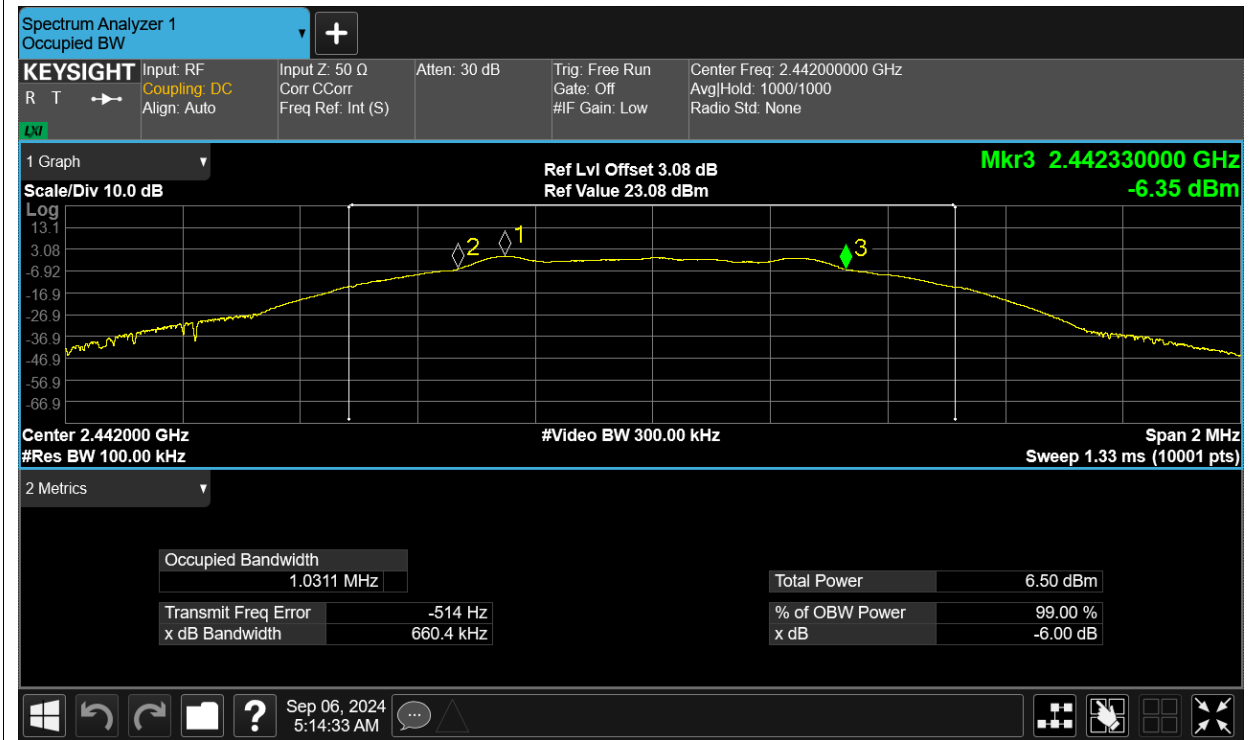 Spectrum Analyzer 1
Occupied BW
KEYSIGHT
R T
LXI
Input: RF
Coupling: DC
Align: Auto
Input Z: 50 Ω
Corr CCorr
Freq Ref: Int (S)
Atten: 30 dB
Trig: Free Run
Gate: Off
#IF Gain: Low
Center Freq: 2.442000000 GHz
Avg|Hold: 1000/1000
Radio Std: None
1 Graph
Scale/Div 10.0 dB
Ref Lvl Offset 3.08 dB
Ref Value 23.08 dBm
Mkr3 2.442330000 GHz
-6.35 dBm
Log
13.1
3.08
-6.92
-16.9
-26.9
-36.9
-46.9
-56.9
-66.9
2
1
3
Center 2.442000 GHz
#Res BW 100.00 kHz
#Video BW 300.00 kHz
Span 2 MHz
Sweep 1.33 ms (10001 pts)
2 Metrics
Occupied Bandwidth
1.0311 MHz
Transmit Freq Error -514 Hz
x dB Bandwidth 660.4 kHz
Total Power 6.50 dBm
% of OBW Power 99.00 %
x dB -6.00 dB
?
Sep 06, 2024
5:14:33 AM